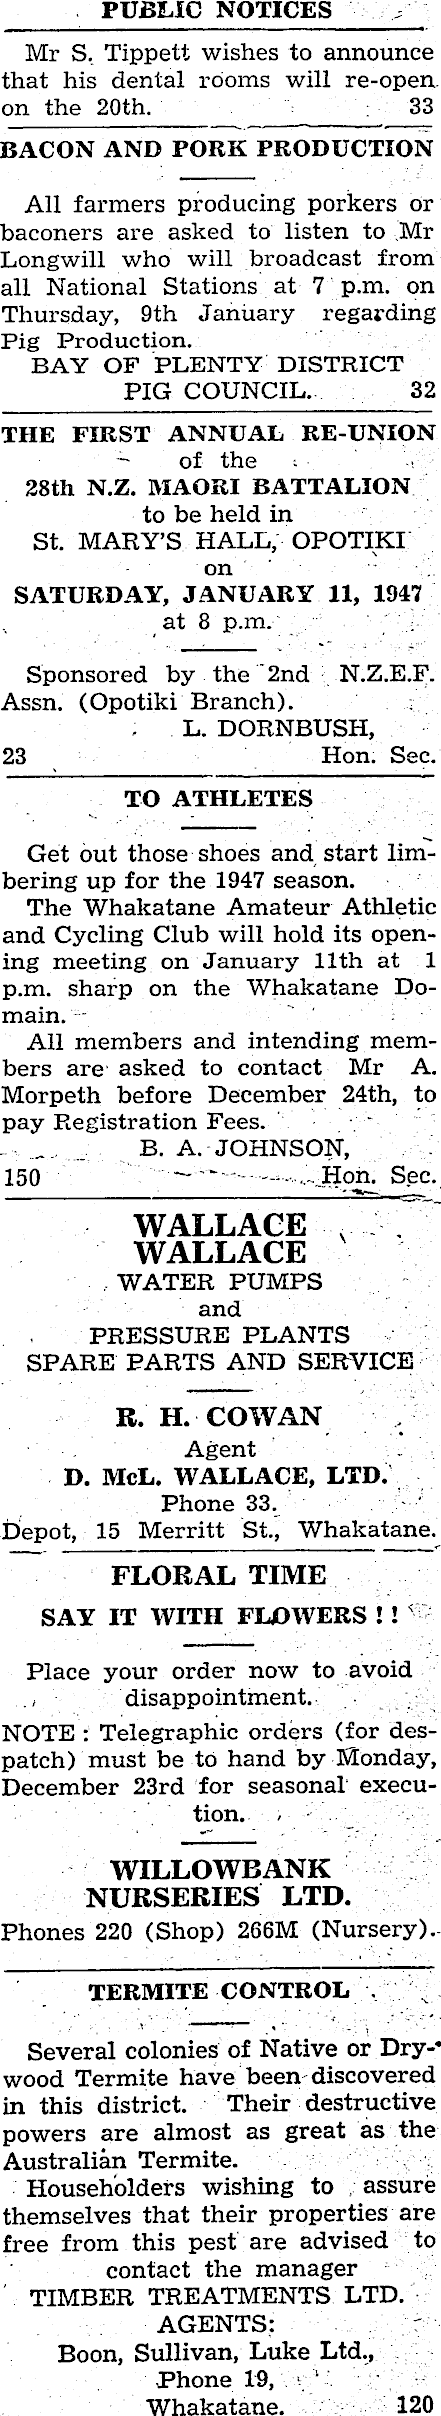 PUBLIC NOTICES
Mr S. Tippett wishes to announce
that his dental rooms will re-open
on the 20th. 33
BACON AND PORK PRODUCTION
All farmers producing porkers or
baconers are asked to listen to Mr
Longwill who will broadcast from
all National Stations at 7 p.m. on
Thursday, 9th January regarding
Pig Production.
BAY OF PLENTY DISTRICT
PIG COUNCIL. 32
THE FIRST ANNUAL RE-UNION
of the
28th N.Z. MAORI BATTALION
to be held in
St. MARY'S HALL, OPOTIKI
on
SATURDAY, JANUARY 11, 1947
at 8 p.m.
Sponsored by the 2nd N.Z.E.F.
Assn. (Opotiki Branch).
L. DORNBUSH,
23 Hon. Sec.
TO ATHLETES
Get out those shoes and start lim-
bering up for the 1947 season.
The Whakatane Amateur Athletic
and Cycling Club will hold its open-
ing meeting on January 11th at 1
p.m. sharp on the Whakatane Do-
main.
All members and intending mem-
bers are asked to contact Mr A.
Morpeth before December 24th, to
pay Registration Fees.
B. A. JOHNSON,
150 Hon. Sec.
WALLACE
WALLACE
WATER PUMPS
and
PRESSURE PLANTS
SPARE PARTS AND SERVICE
R. H. COWAN
Agent
D. McL. WALLACE, LTD.
Phone 33.
Depot, 15 Merritt St., Whakatane.
FLORAL TIME
SAY IT WITH FLOWERS ! !
Place your order now to avoid
disappointment.
NOTE : Telegraphic orders (for des-
patch) must be to hand by Monday,
December 23rd for seasonal execu-
tion.
WILLOWBANK
NURSERIES LTD.
Phones 220 (Shop) 266M (Nursery).
TERMITE CONTROL
Several colonies of Native or Dry-
wood Termite have been discovered
in this district. Their destructive
powers are almost as great as the
Australian Termite.
Householders wishing to assure
themselves that their properties are
free from this pest are advised to
contact the manager
TIMBER TREATMENTS LTD.
AGENTS:
Boon, Sullivan, Luke Ltd.,
Phone 19,
Whakatane. 120